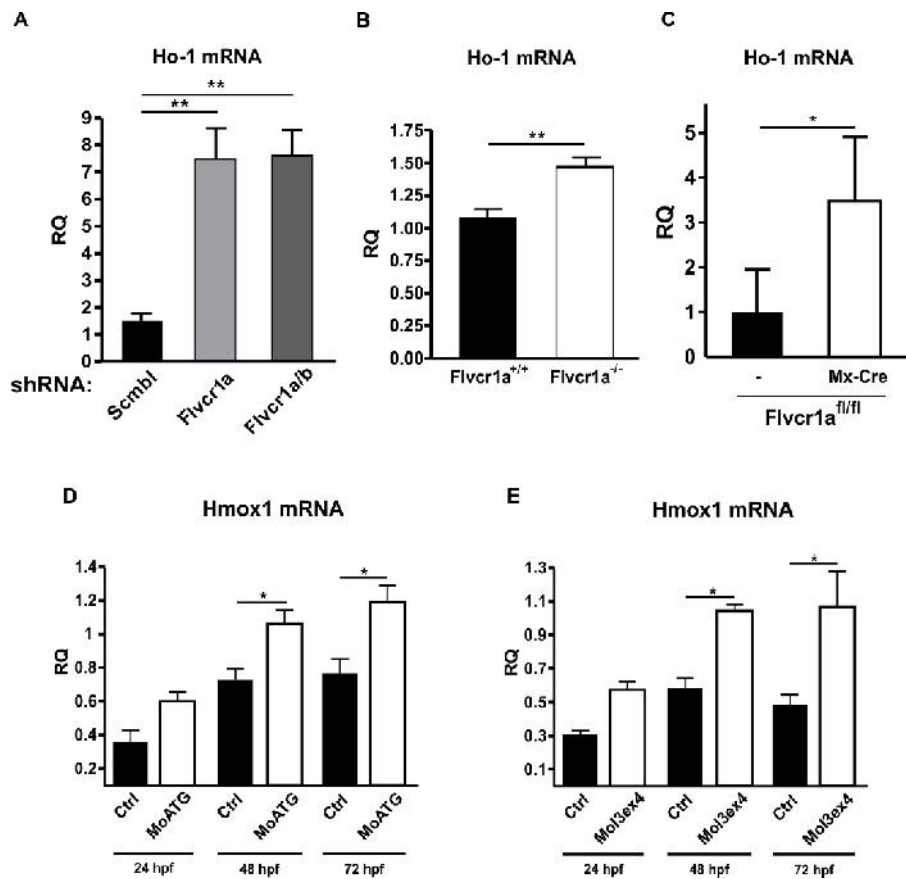 A
Ho-1 mRNA
**
**
9
8
7
6
5
4
3
2
1
0
RQ
shRNA:
Scmbl
Flvcr1a
Flvcr1a/b
B
Ho-1 mRNA
**
1.75
1.50
1.25
1.00
0.75
0.50
0.25
0.00
RQ
Flvcr1a+/+
Flvcr1a-/-
C
Ho-1 mRNA
*
5
4
3
2
1
0
RQ
-
Mx-Cre
Flvcr1a fl/fl
D
Hmox1 mRNA
*
*
1.4
1.2
1
0.8
0.6
0.4
0.2
RQ
Ctrl
MoATG
Ctrl
MoATG
Ctrl
MoATG
24 hpf
48 hpf
72 hpf
E
Hmox1 mRNA
*
*
1.3
1.1
0.9
0.7
0.5
0.3
0.1
RQ
Ctrl
MoI3ex4
Ctrl
MoI3ex4
Ctrl
MoI3ex4
24 hpf
48 hpf
72 hpf